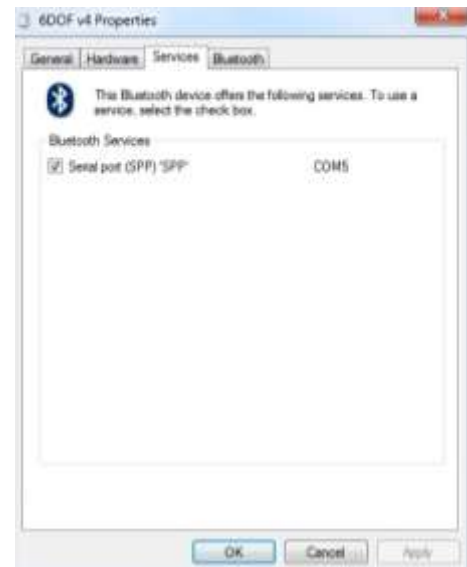 6DOF v4 Properties
General Hardware Services Bluetooth
This Bluetooth device offers the following services. To use a
service, select the check box.
Bluetooth Services
Serial port (SPP) 'SPP' COM5
OK Cancel Apply